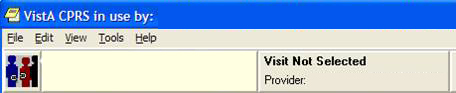 VistA CPRS in use by:
File Edit View Tools Help
Visit Not Selected
Provider: